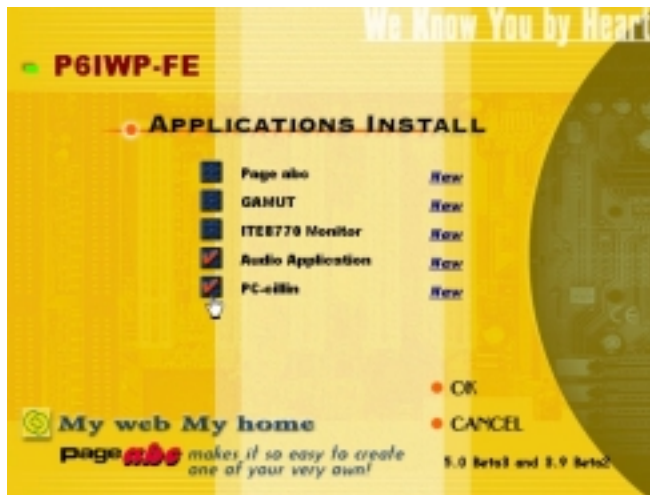 We Know You by Heart
P6IWP-FE
APPLICATIONS INSTALL
Page abc New
GAMUT New
ITE8770 Monitor New
Audio Application New
PC-cillin New
OK
My web My home
CANCEL
Page abc makes it so easy to create
one of your very own!
5.0 Beta3 and 3.9 Beta2